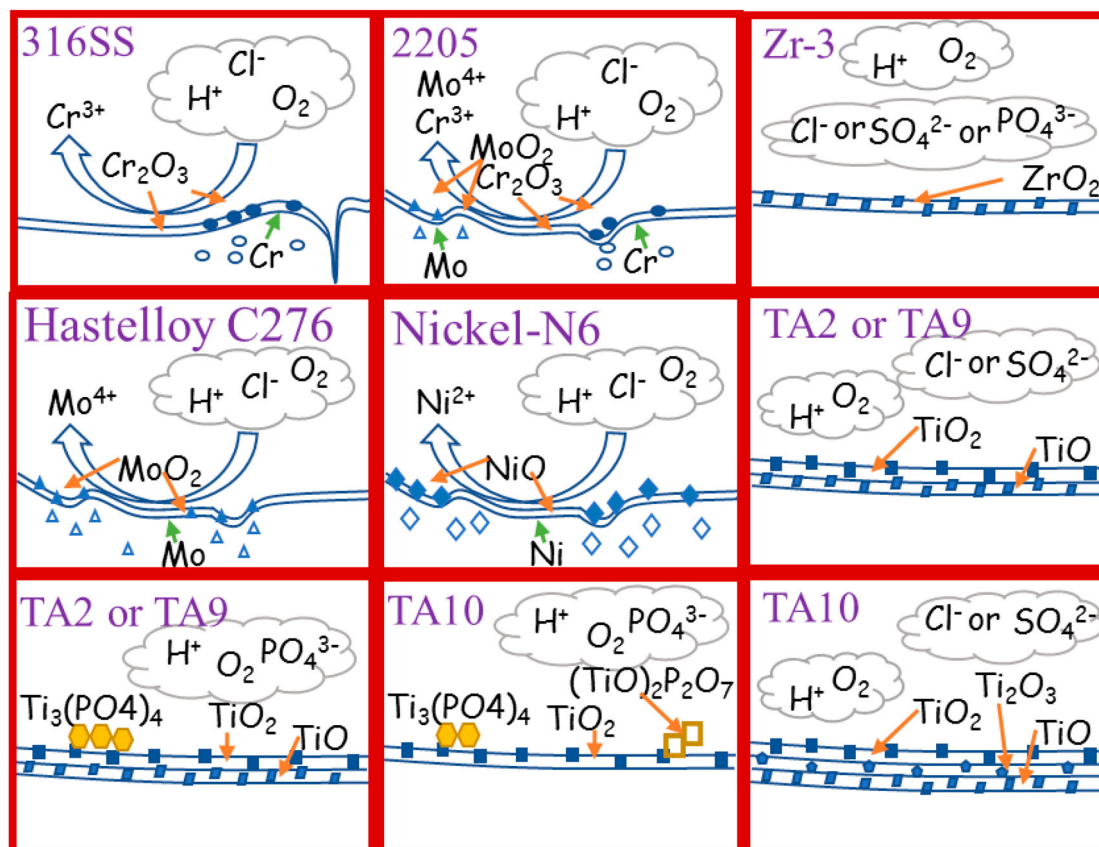 316SS
Cl⁻
H⁺ O₂
Cr³⁺
Cr₂O₃
Cr
2205
Mo⁴⁺
Cr³⁺
Cl⁻
H⁺ O₂
MoO₂
Cr₂O₃
Mo
Cr
Zr-3
H⁺ O₂
Cl⁻ or SO₄²⁻ or PO₄³⁻
ZrO₂
Hastelloy C276
H⁺ Cl⁻ O₂
Mo⁴⁺
MoO₂
Mo
Nickel-N6
H⁺ Cl⁻ O₂
Ni²⁺
NiO
Ni
TA2 or TA9
Cl⁻ or SO₄²⁻
H⁺ O₂
TiO₂
TiO
TA2 or TA9
H⁺ O₂ PO₄³⁻
Ti₃(PO4)₄
TiO₂
TiO
TA10
H⁺ O₂ PO₄³⁻
(TiO)₂P₂O₇
Ti₃(PO4)₄
TiO₂
TA10
Cl⁻ or SO₄²⁻
H⁺ O₂
Ti₂O₃
TiO₂
TiO